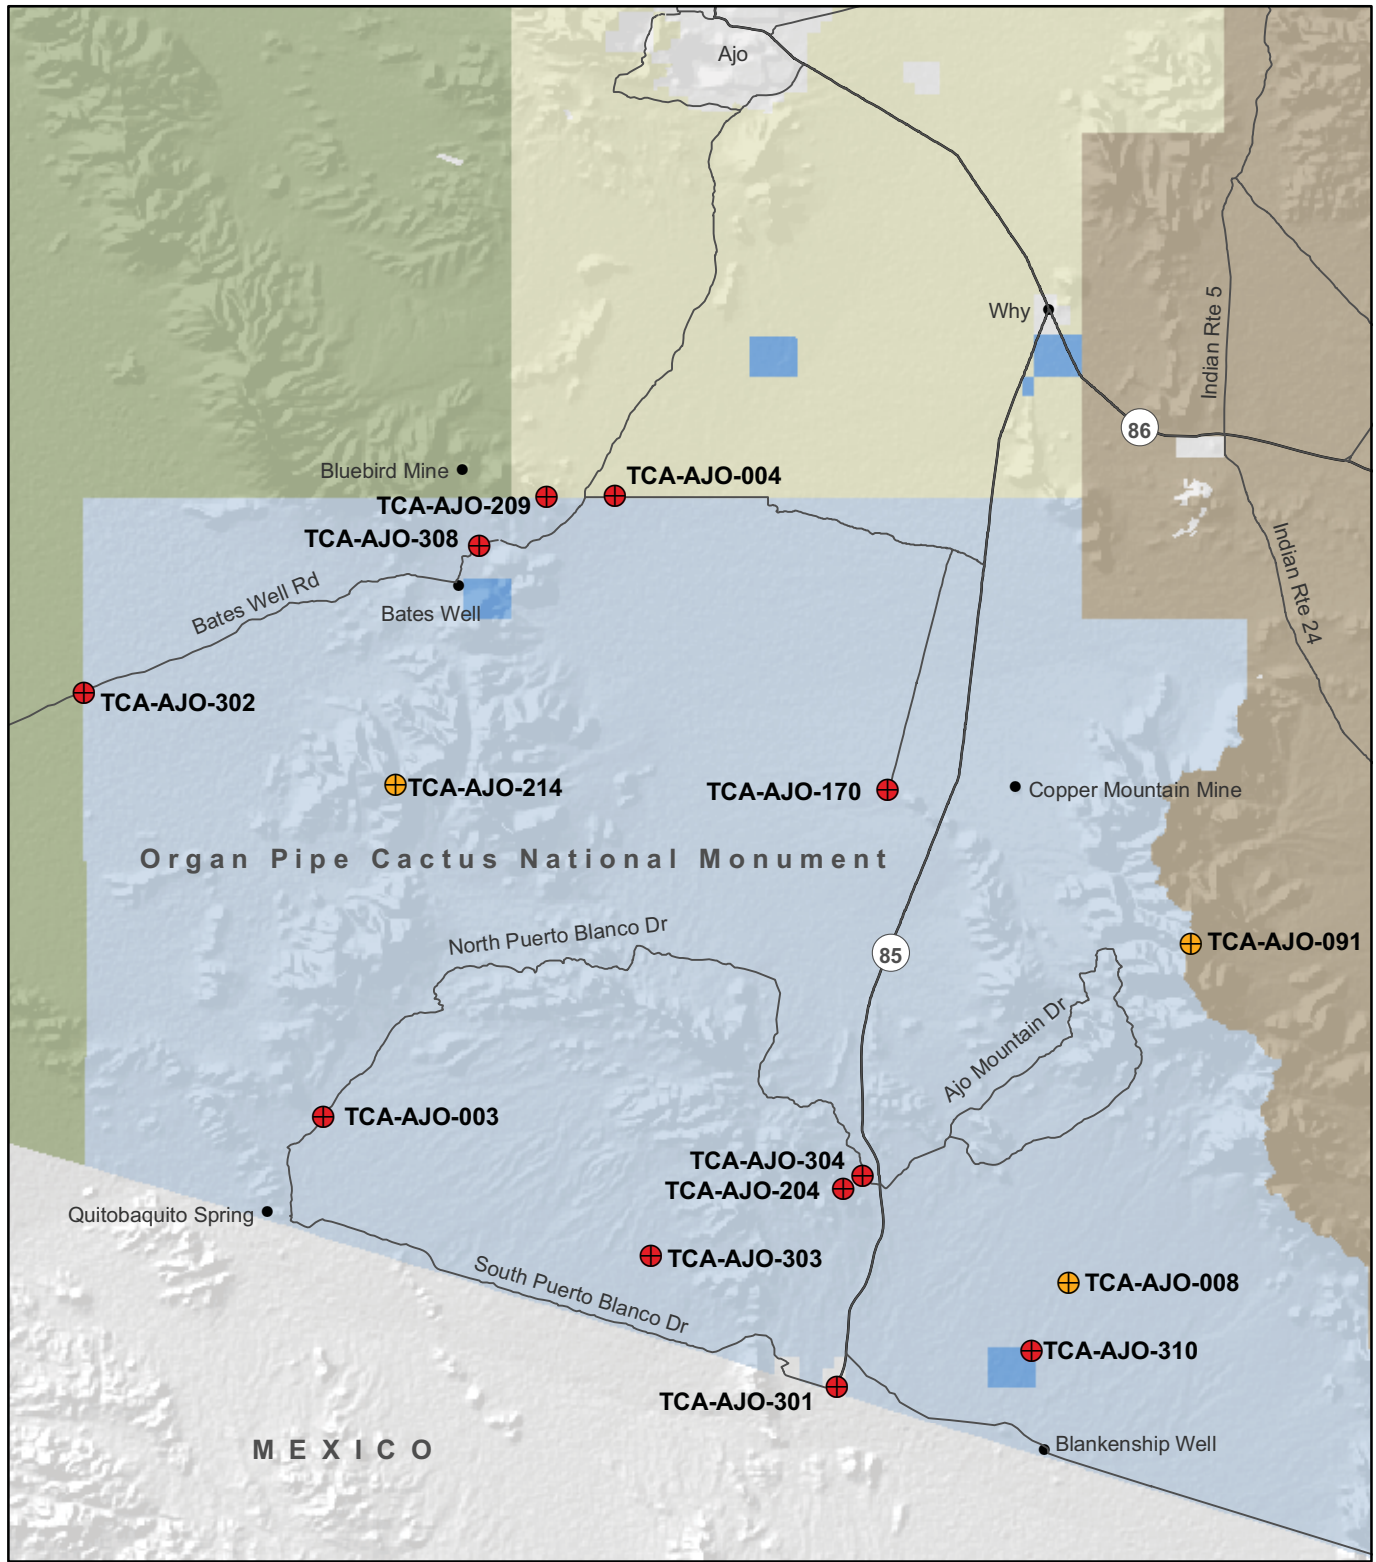 Ajo
Why
Indian Rte 5
86
Bluebird Mine
TCA-AJO-004
TCA-AJO-209
TCA-AJO-308
Indian Rte 24
Bates Well Rd
Bates Well
TCA-AJO-302
TCA-AJO-214
TCA-AJO-170
Copper Mountain Mine
Organ Pipe Cactus National Monument
North Puerto Blanco Dr
TCA-AJO-091
85
Ajo Mountain Dr
TCA-AJO-003
TCA-AJO-304
TCA-AJO-204
Quitobaquito Spring
TCA-AJO-303
South Puerto Blanco Dr
TCA-AJO-008
TCA-AJO-310
TCA-AJO-301
MEXICO
Blankenship Well